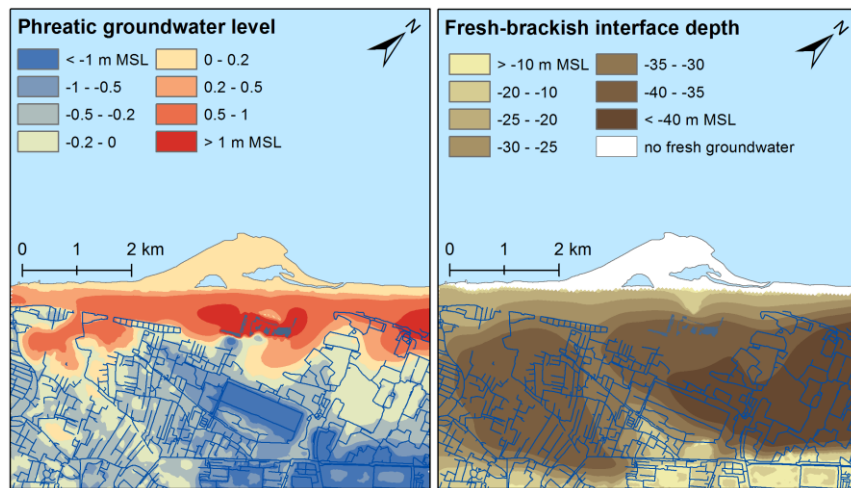 Phreatic groundwater level
N
< -1 m MSL
-1 - -0.5
-0.5 - -0.2
-0.2 - 0
0 - 0.2
0.2 - 0.5
0.5 - 1
> 1 m MSL
0 1 2 km
Fresh-brackish interface depth
N
> -10 m MSL
-20 - -10
-25 - -20
-30 - -25
-35 - -30
-40 - -35
< -40 m MSL
no fresh groundwater
0 1 2 km